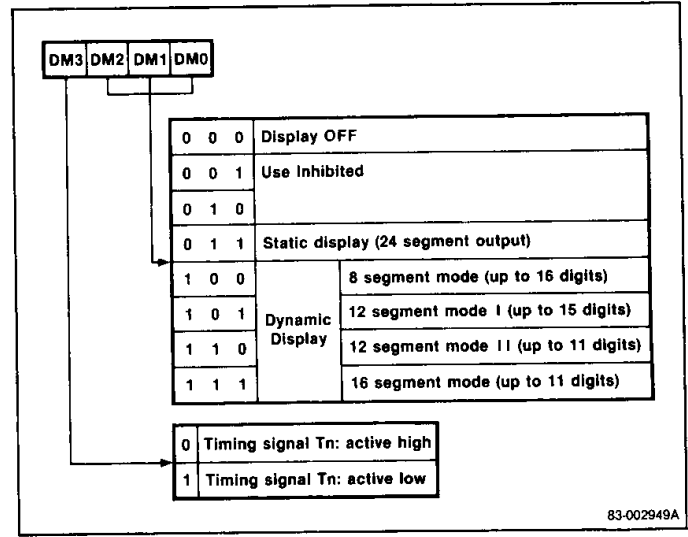 DM3 DM2 DM1 DM0
0 0 0 Display OFF
0 0 1 Use Inhibited
0 1 0
0 1 1 Static display (24 segment output)
1 0 0 8 segment mode (up to 16 digits)
1 0 1 12 segment mode I (up to 15 digits)
Dynamic
Display
1 1 0 12 segment mode II (up to 11 digits)
1 1 1 16 segment mode (up to 11 digits)
0 Timing signal Tn: active high
1 Timing signal Tn: active low
83-002949A